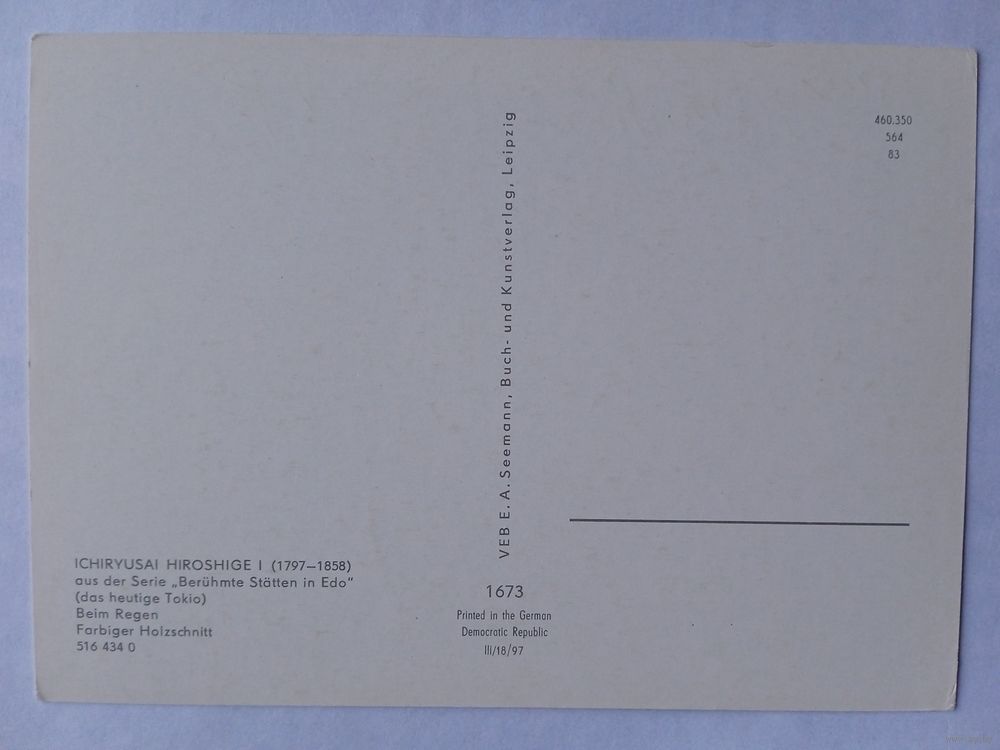 460.350
564
83
VEB E. A. Seemann, Buch- und Kunstverlag, Leipzig
ICHIRYUSAI HIROSHIGE I (1797–1858)
aus der Serie „Berühmte Stätten in Edo“
(das heutige Tokio)
Beim Regen
Farbiger Holzschnitt
516 434 0
1673
Printed in the German
Democratic Republic
III/18/97